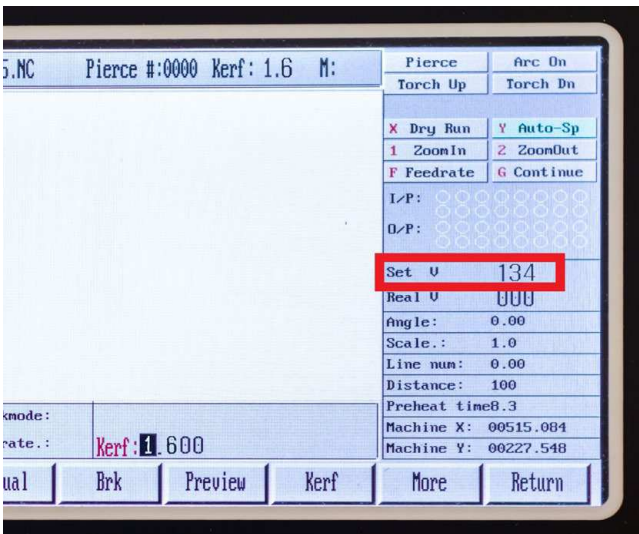 5.NC Pierce #:0000 Kerf: 1.6 M:
Pierce Arc On
Torch Up Torch Dn
X Dry Run Y Auto-Sp
1 ZoomIn 2 ZoomOut
F Feedrate G Continue
I/P:
O/P:
Set V 134
Real V 000
Angle: 0.00
Scale.: 1.0
Line num: 0.00
Distance: 100
Preheat time8.3
Machine X: 00515.084
Machine Y: 00227.548
kmode:
rate.: Kerf:1.600
ual Brk Preview Kerf More Return